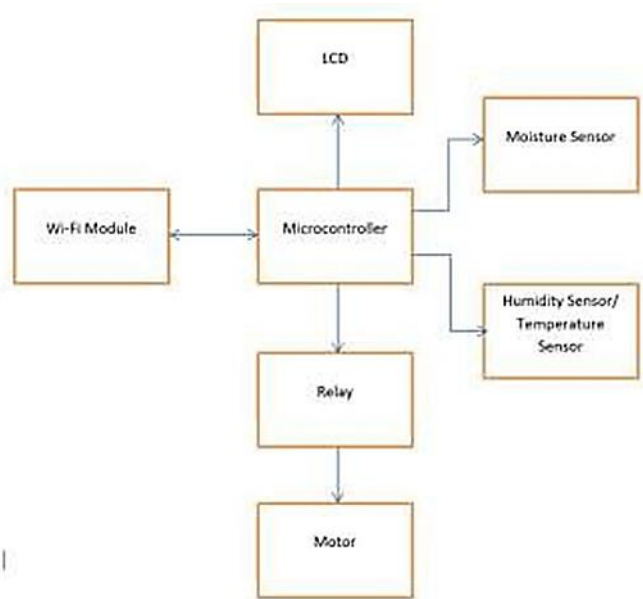 LCD
Moisture Sensor
Wi-Fi Module
Microcontroller
Humidity Sensor/
Temperature
Sensor
Relay
Motor